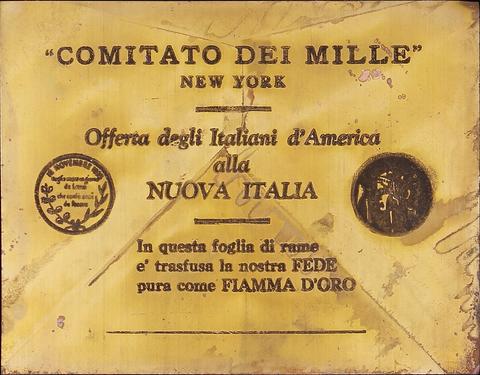 “COMITATO DEI MILLE”
NEW YORK
Offerta degli Italiani d'America
alla
NUOVA ITALIA
In questa foglia di rame
e' trasfusa la nostra FEDE
pura come FIAMMA D'ORO